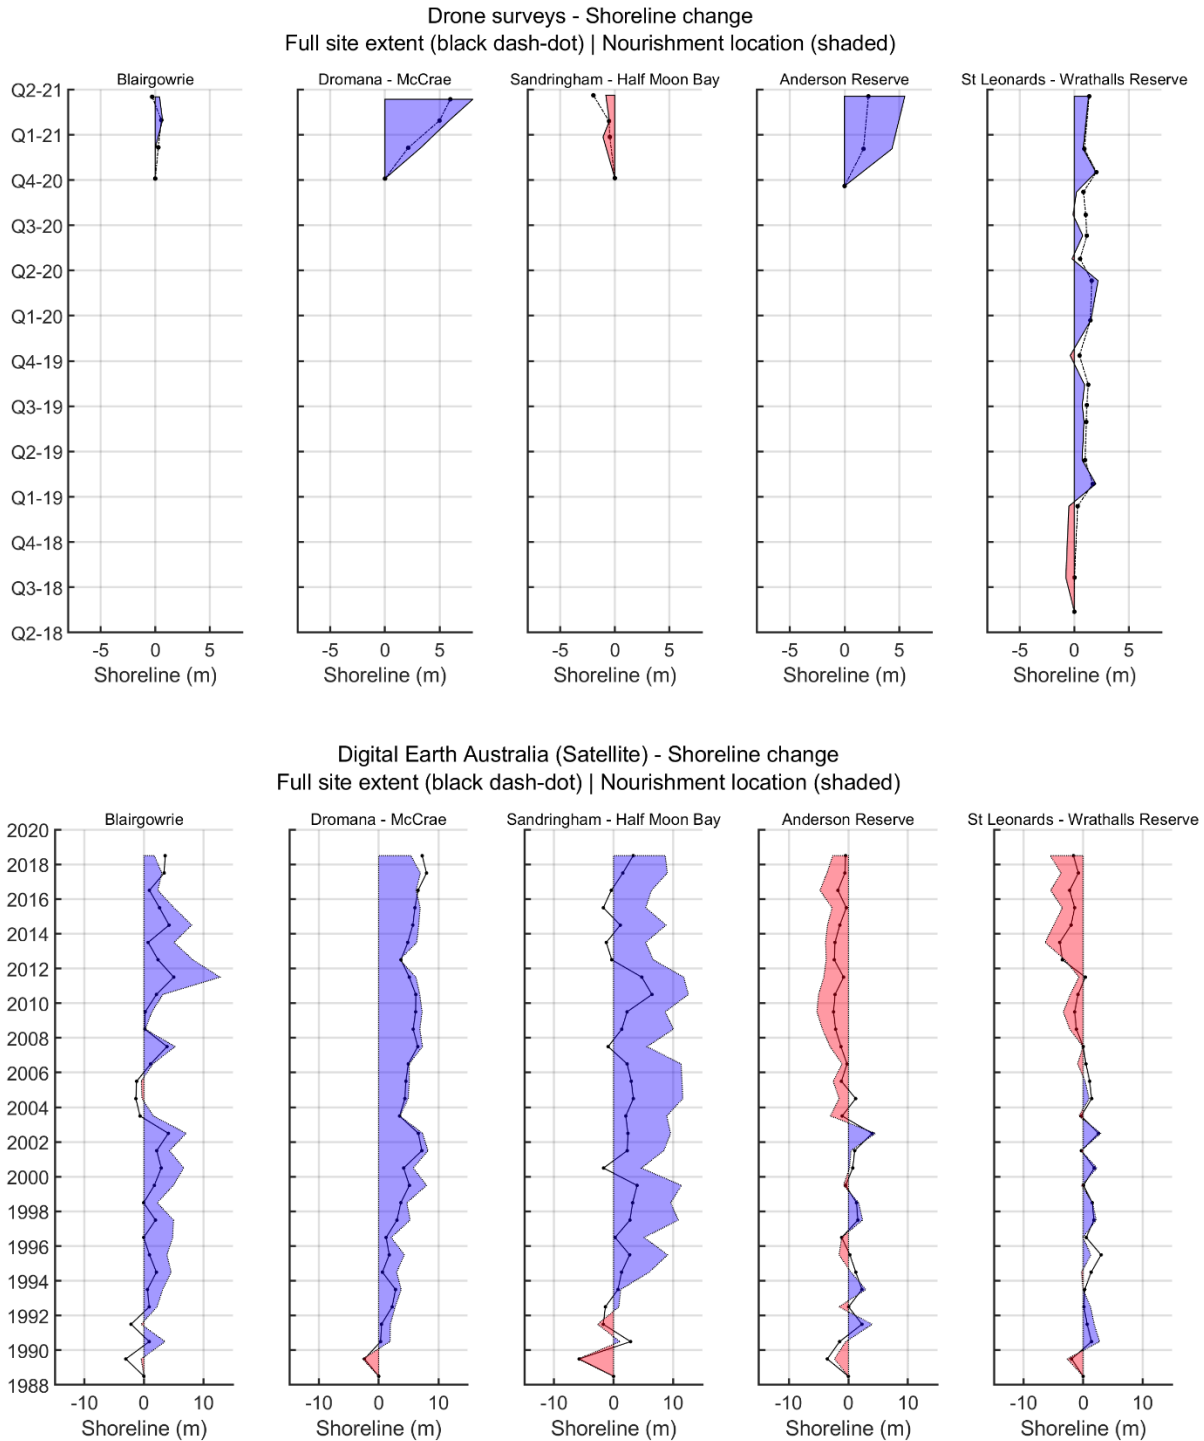 Drone surveys - Shoreline change
Full site extent (black dash-dot) | Nourishment location (shaded)
Blairgowrie
Dromana - McCrae
Sandringham - Half Moon Bay
Anderson Reserve
St Leonards - Wrathalls Reserve
Q2-21
Q1-21
Q4-20
Q3-20
Q2-20
Q1-20
Q4-19
Q3-19
Q2-19
Q1-19
Q4-18
Q3-18
Q2-18
-5 0 5
-5 0 5
-5 0 5
-5 0 5
-5 0 5
Shoreline (m)
Shoreline (m)
Shoreline (m)
Shoreline (m)
Shoreline (m)
Digital Earth Australia (Satellite) - Shoreline change
Full site extent (black dash-dot) | Nourishment location (shaded)
Blairgowrie
Dromana - McCrae
Sandringham - Half Moon Bay
Anderson Reserve
St Leonards - Wrathalls Reserve
2020
2018
2016
2014
2012
2010
2008
2006
2004
2002
2000
1998
1996
1994
1992
1990
1988
-10 0 10
-10 0 10
-10 0 10
-10 0 10
-10 0 10
Shoreline (m)
Shoreline (m)
Shoreline (m)
Shoreline (m)
Shoreline (m)